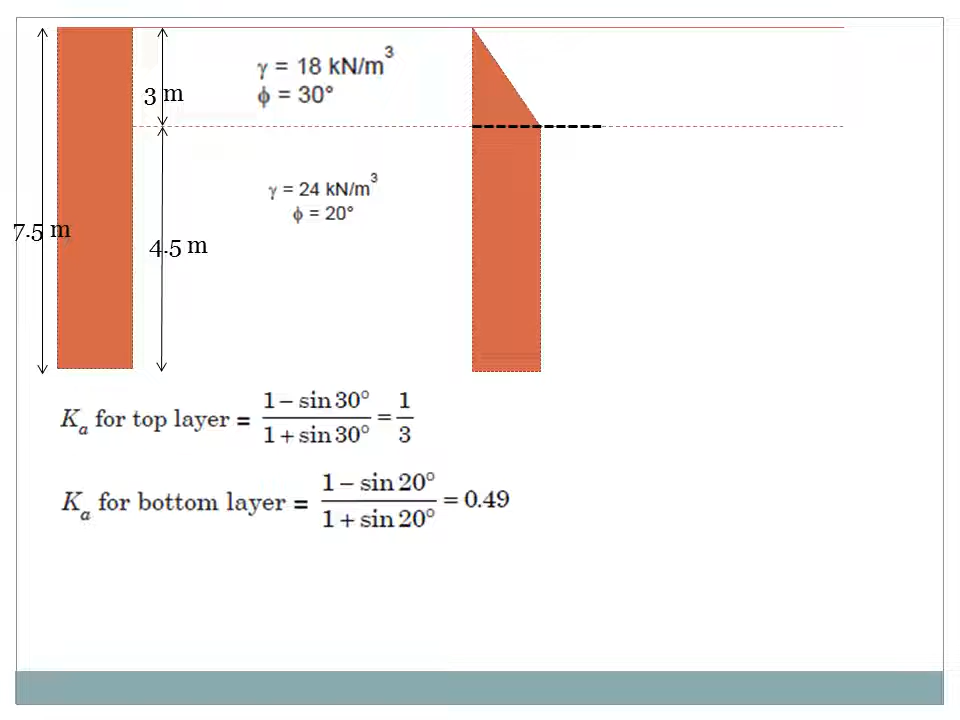 γ = 18 kN/m³
ϕ = 30°
3 m
γ = 24 kN/m³
ϕ = 20°
7.5 m
4.5 m
Kₐ for top layer = (1 − sin 30°)/(1 + sin 30°) = 1/3
Kₐ for bottom layer = (1 − sin 20°)/(1 + sin 20°) = 0.49